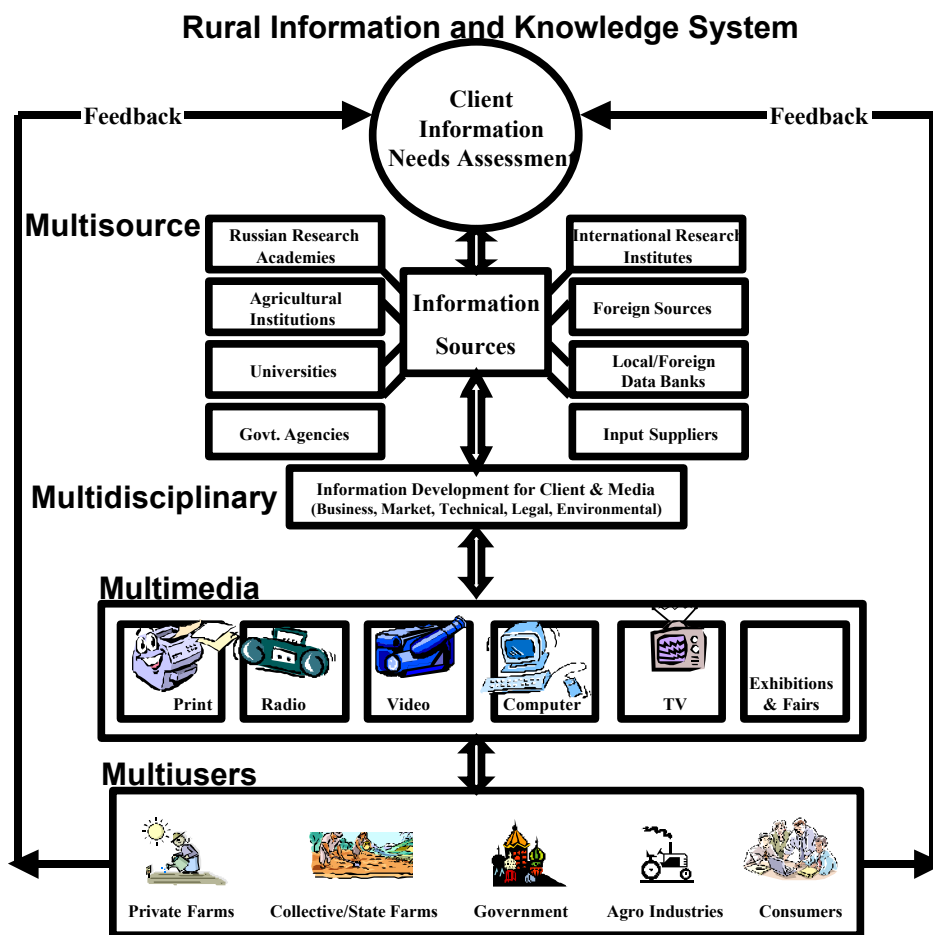 Rural Information and Knowledge System
Feedback
Client
Information
Needs Assessment
Feedback
Multisource
Russian Research
Academies
Agricultural
Institutions
Universities
Govt. Agencies
Information
Sources
International Research
Institutes
Foreign Sources
Local/Foreign
Data Banks
Input Suppliers
Multidisciplinary
Information Development for Client & Media
(Business, Market, Technical, Legal, Environmental)
Multimedia
Print
Radio
Video
Computer
TV
Exhibitions
& Fairs
Multiusers
Private Farms
Collective/State Farms
Government
Agro Industries
Consumers